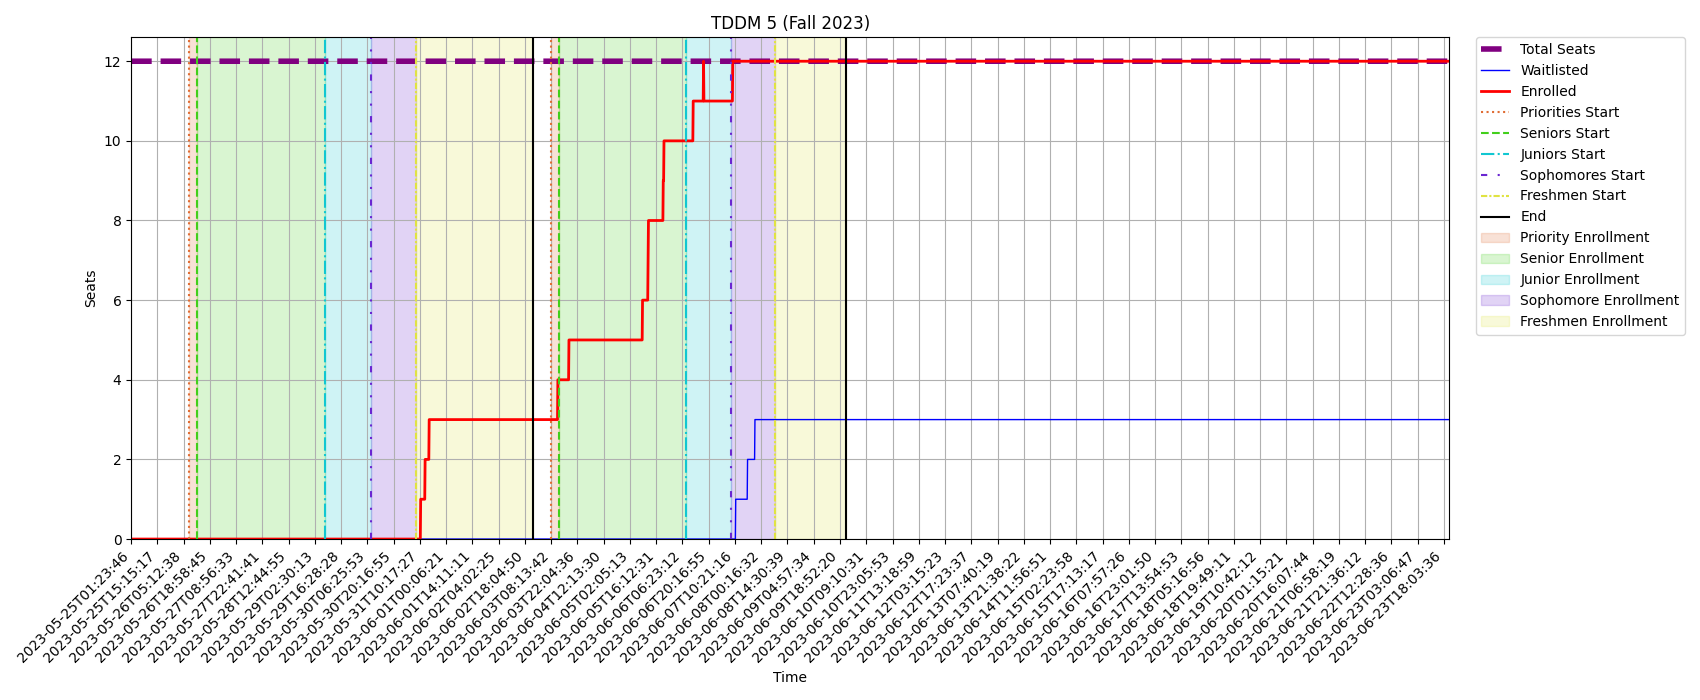 TDDM 5 (Fall 2023)
Total Seats
Waitlisted
Enrolled
Priorities Start
Seniors Start
Juniors Start
Sophomores Start
Freshmen Start
End
Priority Enrollment
Senior Enrollment
Junior Enrollment
Sophomore Enrollment
Freshmen Enrollment
Seats
12
10
8
6
4
2
0
2023-05-25T01:23:46
2023-05-25T15:15:17
2023-05-26T05:12:38
2023-05-26T18:58:45
2023-05-27T08:56:33
2023-05-27T22:41:41
2023-05-28T12:44:55
2023-05-29T02:30:13
2023-05-29T16:28:28
2023-05-30T06:25:53
2023-05-30T20:16:55
2023-05-31T10:17:27
2023-06-01T00:06:21
2023-06-01T14:11:11
2023-06-02T04:02:25
2023-06-02T18:04:50
2023-06-03T08:13:42
2023-06-03T22:04:36
2023-06-04T12:13:30
2023-06-05T02:05:13
2023-06-05T16:12:31
2023-06-06T06:23:12
2023-06-06T20:16:55
2023-06-07T10:21:16
2023-06-08T00:16:32
2023-06-08T14:30:39
2023-06-09T04:57:34
2023-06-09T18:52:20
2023-06-10T09:10:31
2023-06-10T23:05:53
2023-06-11T13:18:59
2023-06-12T03:15:23
2023-06-12T17:23:37
2023-06-13T07:40:19
2023-06-13T21:38:22
2023-06-14T11:56:51
2023-06-15T02:23:58
2023-06-15T17:13:17
2023-06-16T07:57:26
2023-06-16T23:01:50
2023-06-17T13:54:53
2023-06-18T05:16:56
2023-06-18T19:49:11
2023-06-19T10:42:12
2023-06-20T01:15:21
2023-06-20T16:07:44
2023-06-21T06:58:19
2023-06-21T21:36:12
2023-06-22T12:28:36
2023-06-23T03:06:47
2023-06-23T18:03:36
Time